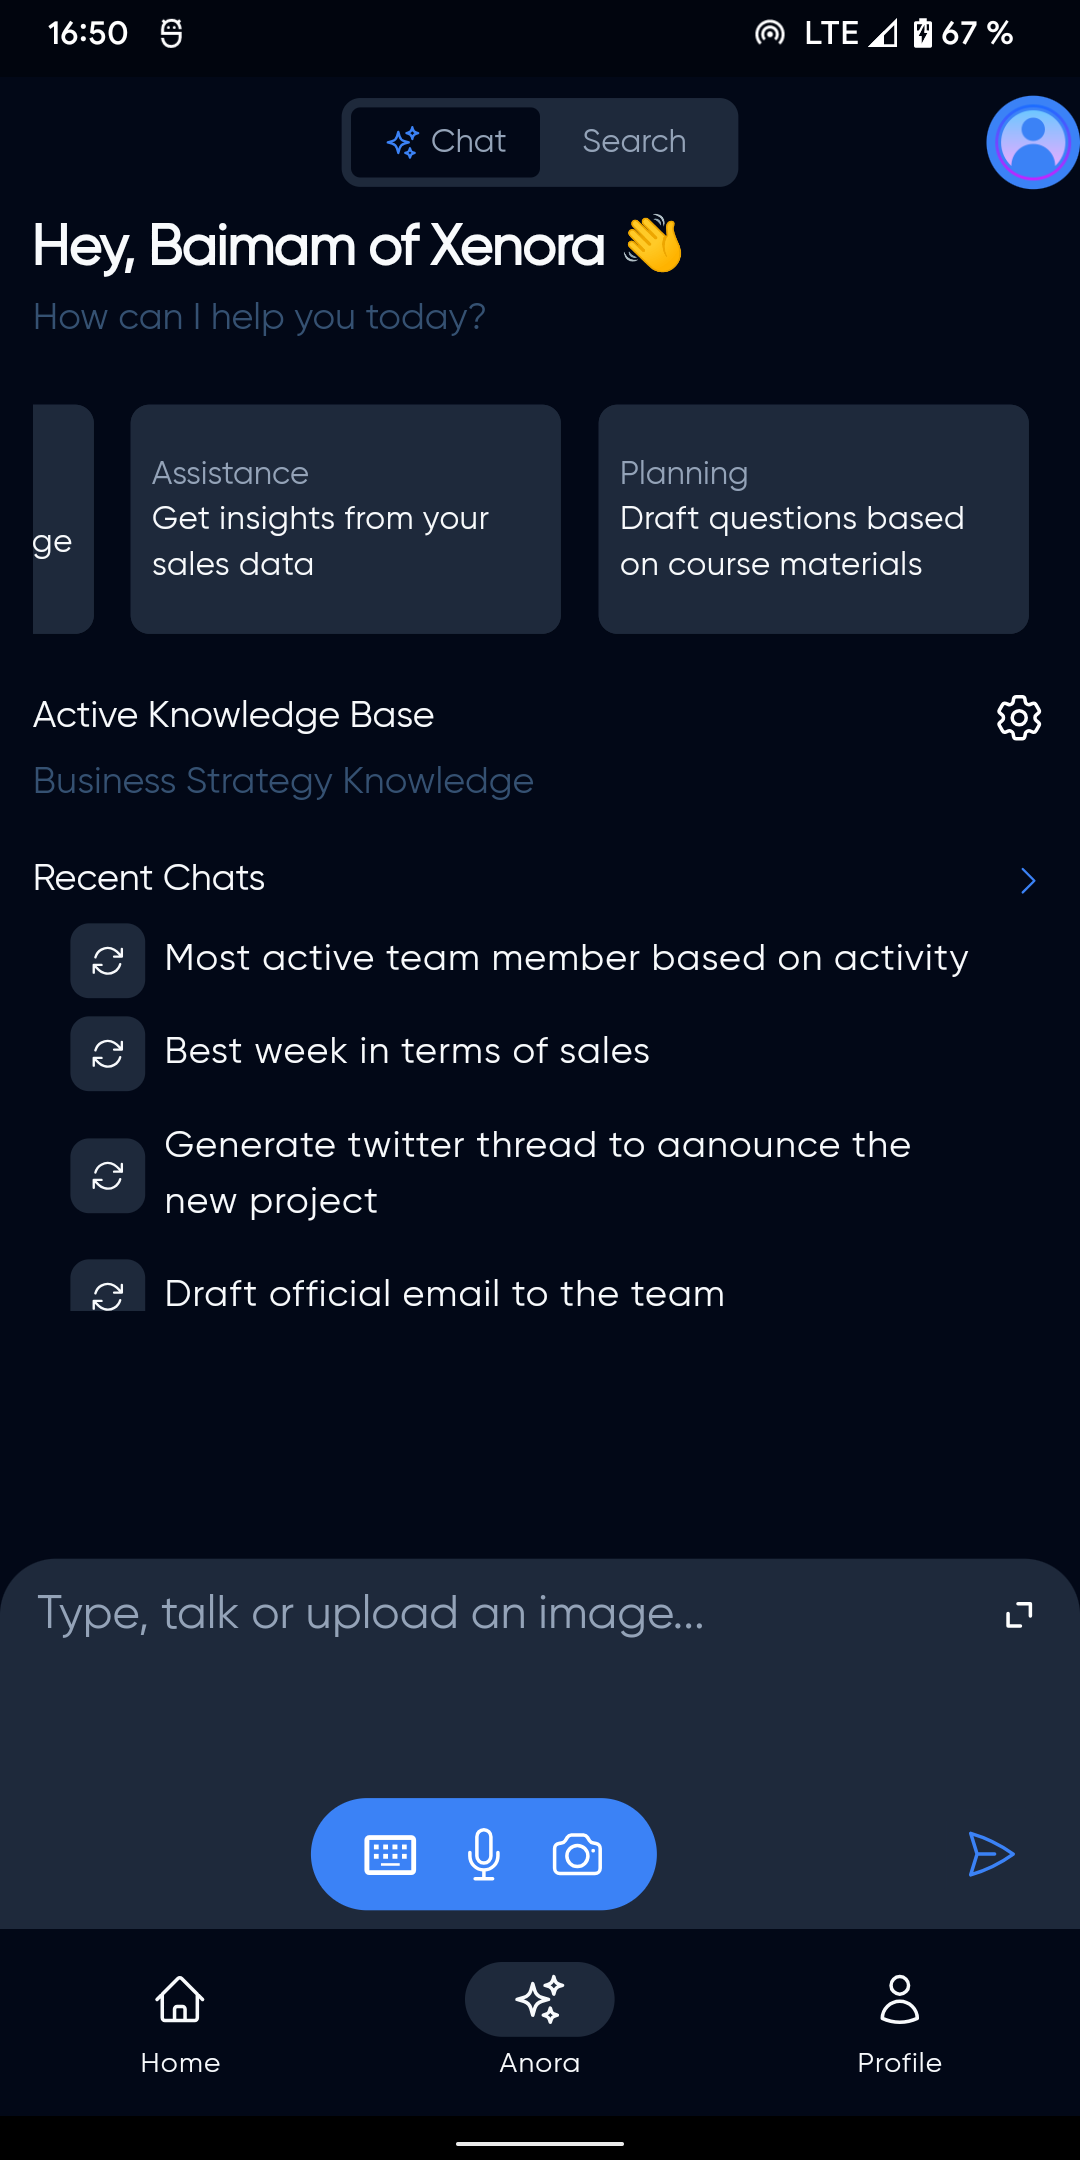 16:50
LTE 67 %
Chat
Search
Hey, Baimam of Xenora 👋
How can I help you today?
ge
Assistance
Get insights from your
sales data
Planning
Draft questions based
on course materials
Active Knowledge Base
Business Strategy Knowledge
Recent Chats
Most active team member based on activity
Best week in terms of sales
Generate twitter thread to aanounce the
new project
Draft official email to the team
Type, talk or upload an image...
Home
Anora
Profile